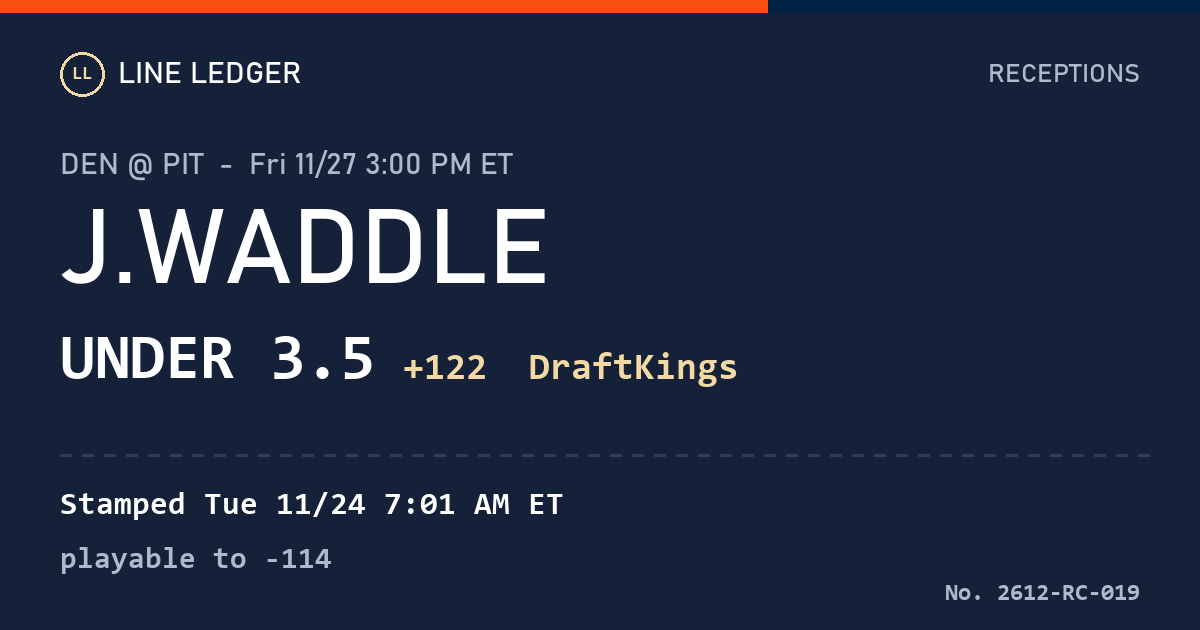 LL LINE LEDGER
RECEPTIONS
DEN @ PIT - Fri 11/27 3:00 PM ET
J.WADDLE
UNDER 3.5 +122 DraftKings
Stamped Tue 11/24 7:01 AM ET
playable to -114
No. 2612-RC-019